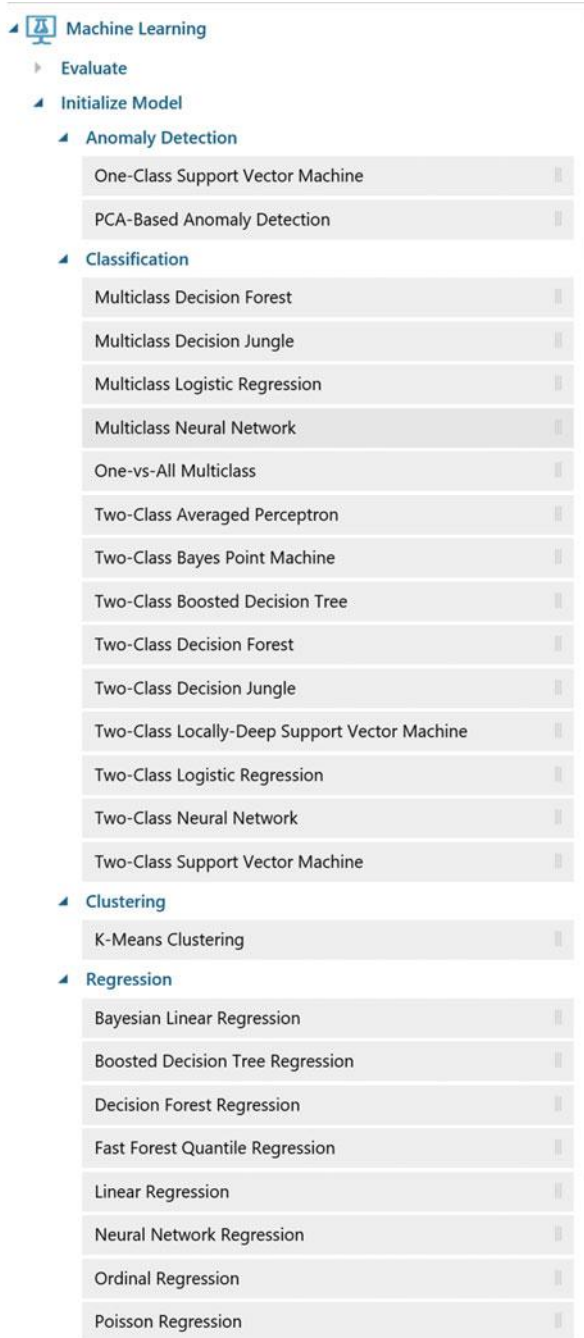 Machine Learning
Evaluate
Initialize Model
Anomaly Detection
One-Class Support Vector Machine
PCA-Based Anomaly Detection
Classification
Multiclass Decision Forest
Multiclass Decision Jungle
Multiclass Logistic Regression
Multiclass Neural Network
One-vs-All Multiclass
Two-Class Averaged Perceptron
Two-Class Bayes Point Machine
Two-Class Boosted Decision Tree
Two-Class Decision Forest
Two-Class Decision Jungle
Two-Class Locally-Deep Support Vector Machine
Two-Class Logistic Regression
Two-Class Neural Network
Two-Class Support Vector Machine
Clustering
K-Means Clustering
Regression
Bayesian Linear Regression
Boosted Decision Tree Regression
Decision Forest Regression
Fast Forest Quantile Regression
Linear Regression
Neural Network Regression
Ordinal Regression
Poisson Regression